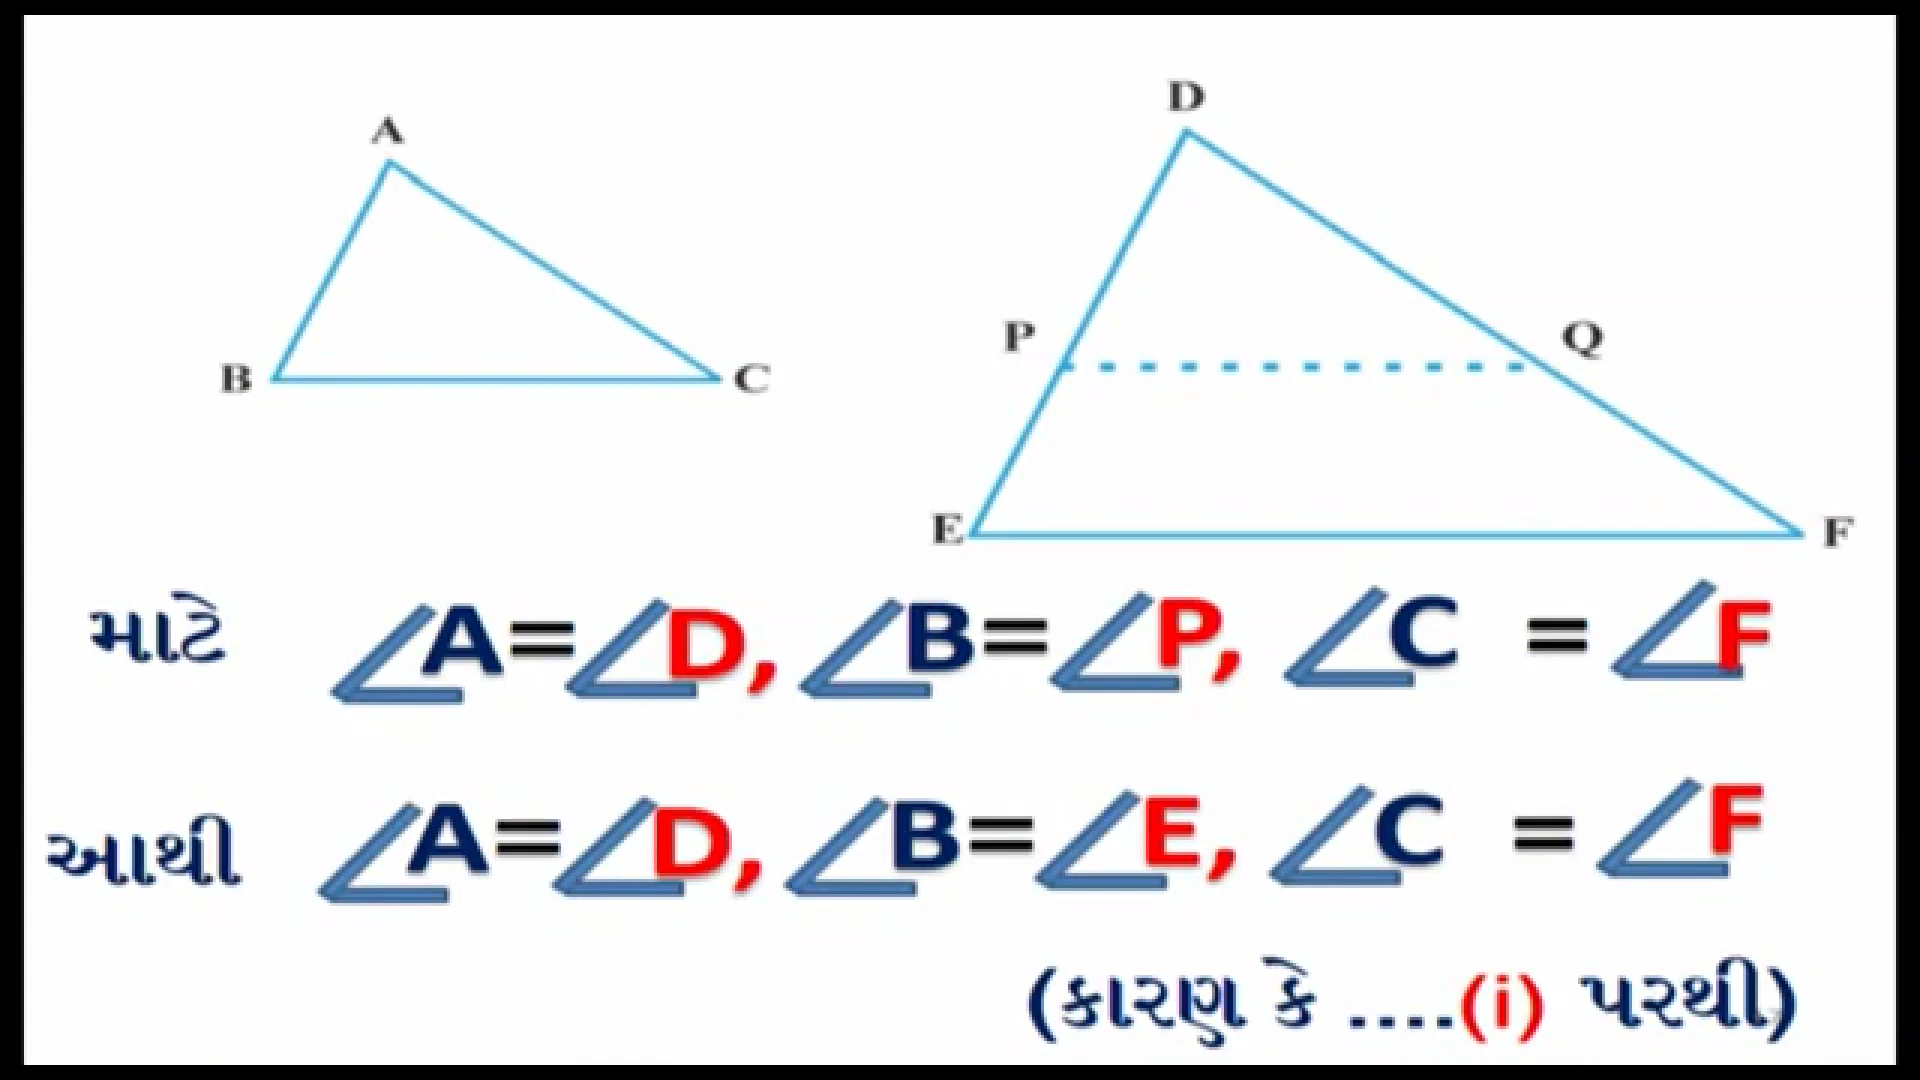 A
D
B
C
P
Q
E
F
માટે ∠A=∠D, ∠B=∠P, ∠C = ∠F
આથી ∠A=∠D, ∠B=∠E, ∠C = ∠F
(કારણ કે ....(i) પરથી)